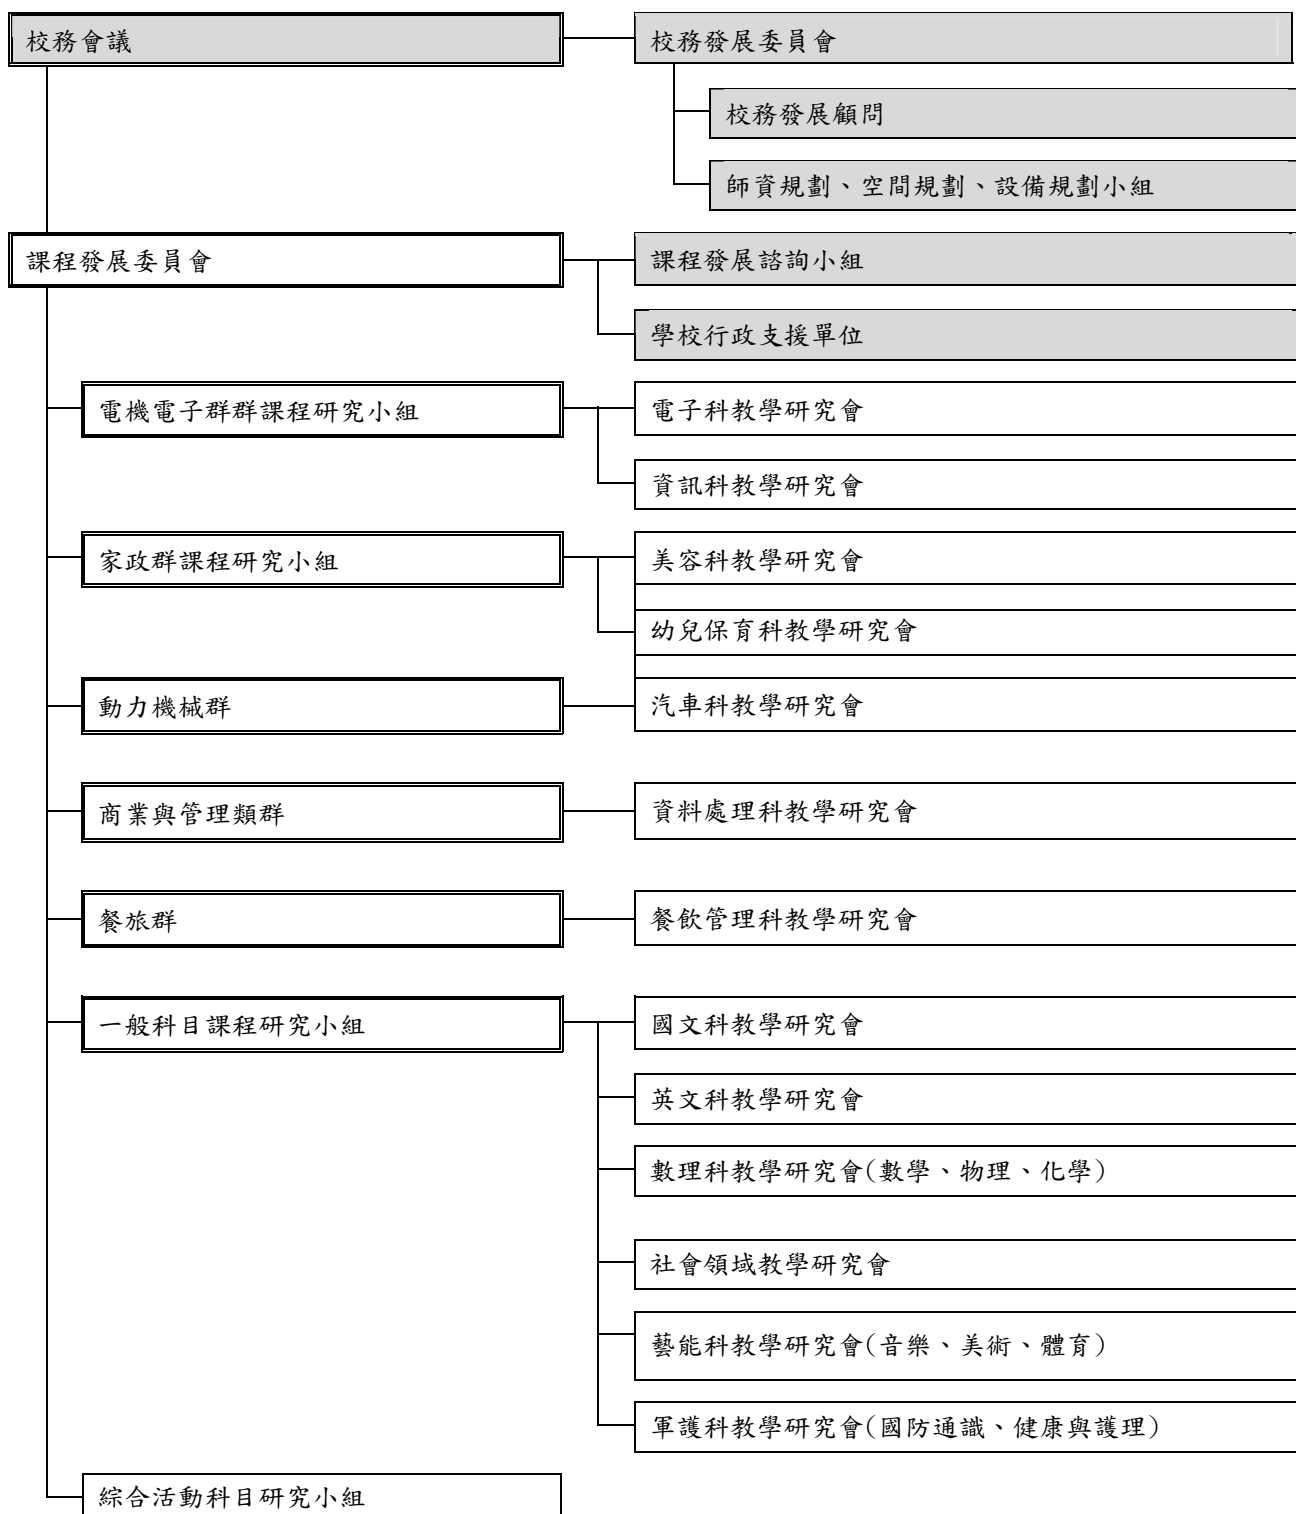 校務會議
校務發展委員會
校務發展顧問
師資規劃、空間規劃、設備規劃小組
課程發展委員會
課程發展諮詢小組
學校行政支援單位
電機電子群群課程研究小組
電子科教學研究會
資訊科教學研究會
家政群課程研究小組
美容科教學研究會
幼兒保育科教學研究會
動力機械群
汽車科教學研究會
商業與管理類群
資料處理科教學研究會
餐旅群
餐飲管理科教學研究會
一般科目課程研究小組
國文科教學研究會
英文科教學研究會
數理科教學研究會(數學、物理、化學)
社會領域教學研究會
藝能科教學研究會(音樂、美術、體育)
軍護科教學研究會(國防通識、健康與護理)
綜合活動科目研究小組